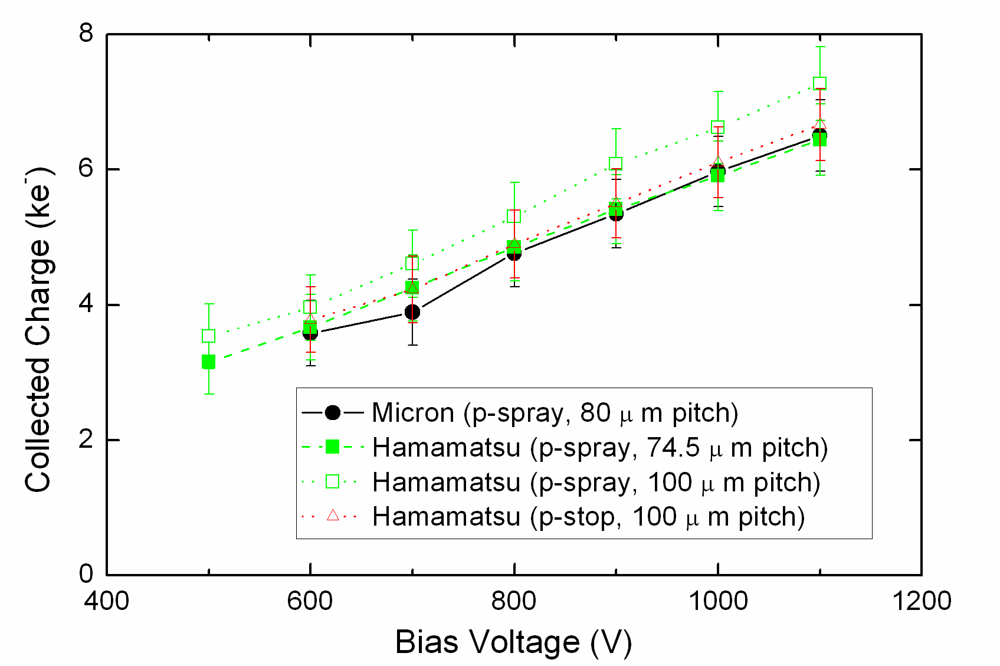 8
6
4
2
0
400 600 800 1000 1200
Collected Charge (ke⁻)
Bias Voltage (V)
Micron (p-spray, 80 μ m pitch)
Hamamatsu (p-spray, 74.5 μ m pitch)
Hamamatsu (p-spray, 100 μ m pitch)
Hamamatsu (p-stop, 100 μ m pitch)